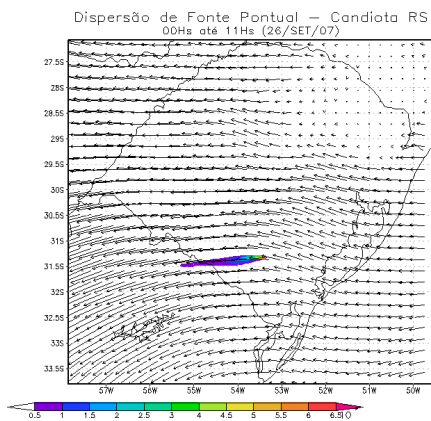 Dispersão de Fonte Pontual – Candiota RS
00Hs até 11Hs (26/SET/07)
27.5S
28S
28.5S
29S
29.5S
30S
30.5S
31S
31.5S
32S
32.5S
33S
33.5S
57W 56W 55W 54W 53W 52W 51W 50W
0.5 1 1.5 2 2.5 3 4 4.5 5 5.5 6 6.5